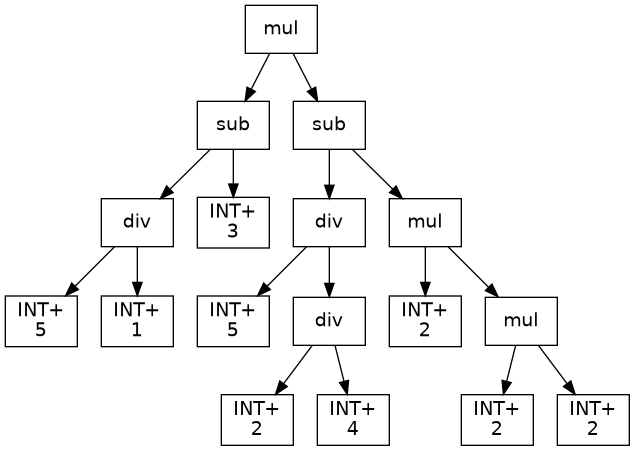 mul
sub
sub
div
INT+
3
div
mul
INT+
5
INT+
1
INT+
5
div
INT+
2
mul
INT+
2
INT+
4
INT+
2
INT+
2